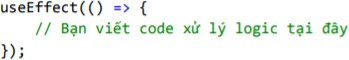 useEffect(() => {
// Bạn viết code xử lý logic tại đây
});